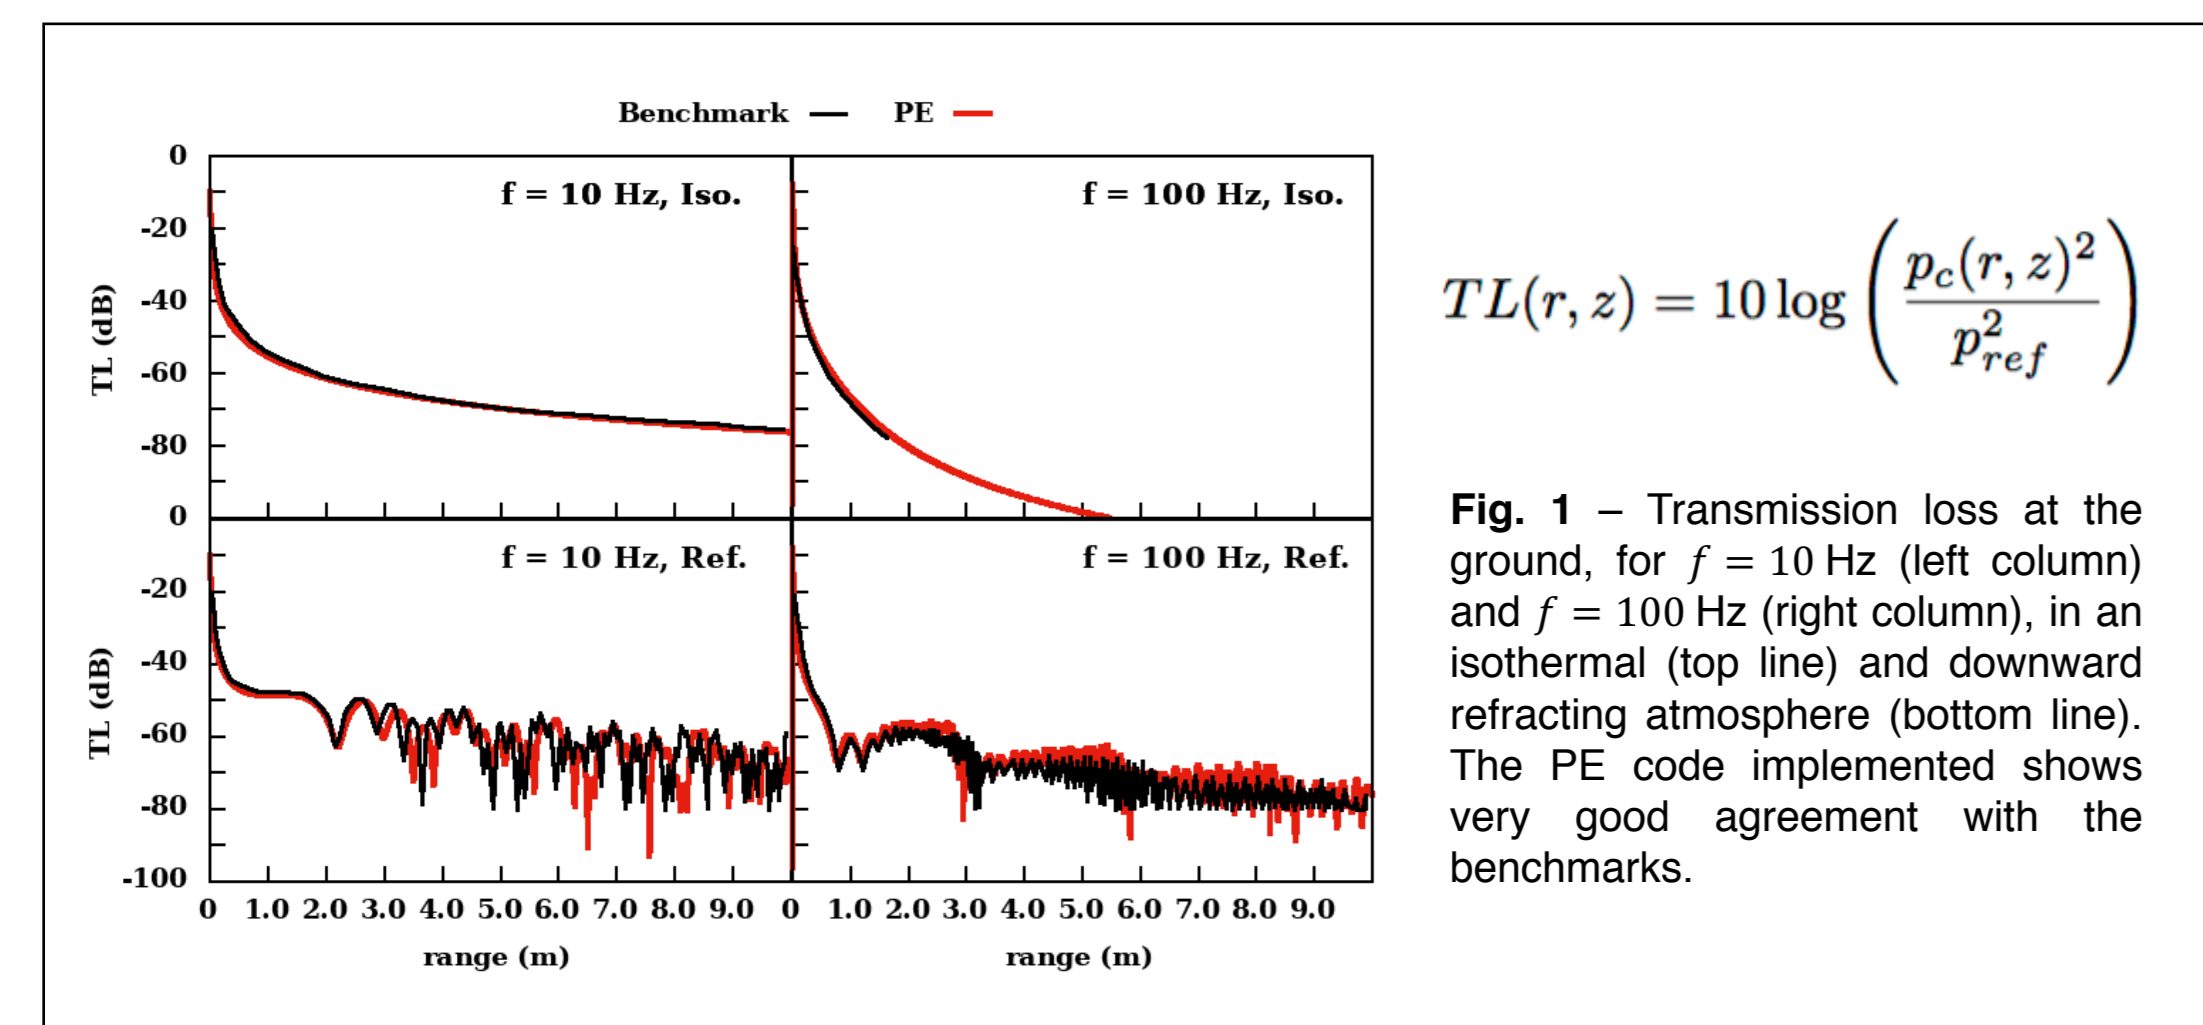 Benchmark PE
0
-20
-40
-60
-80
0
-20
-40
-60
-80
-100
TL (dB)
TL (dB)
f = 10 Hz, Iso.
f = 100 Hz, Iso.
f = 10 Hz, Ref.
f = 100 Hz, Ref.
0 1.0 2.0 3.0 4.0 5.0 6.0 7.0 8.0 9.0 0 1.0 2.0 3.0 4.0 5.0 6.0 7.0 8.0 9.0
range (m) range (m)
TL(r, z) = 10 log ( p_c(r, z)^2 / p_ref^2 )
Fig. 1 – Transmission loss at the
ground, for f = 10 Hz (left column)
and f = 100 Hz (right column), in an
isothermal (top line) and downward
refracting atmosphere (bottom line).
The PE code implemented shows
very good agreement with the
benchmarks.